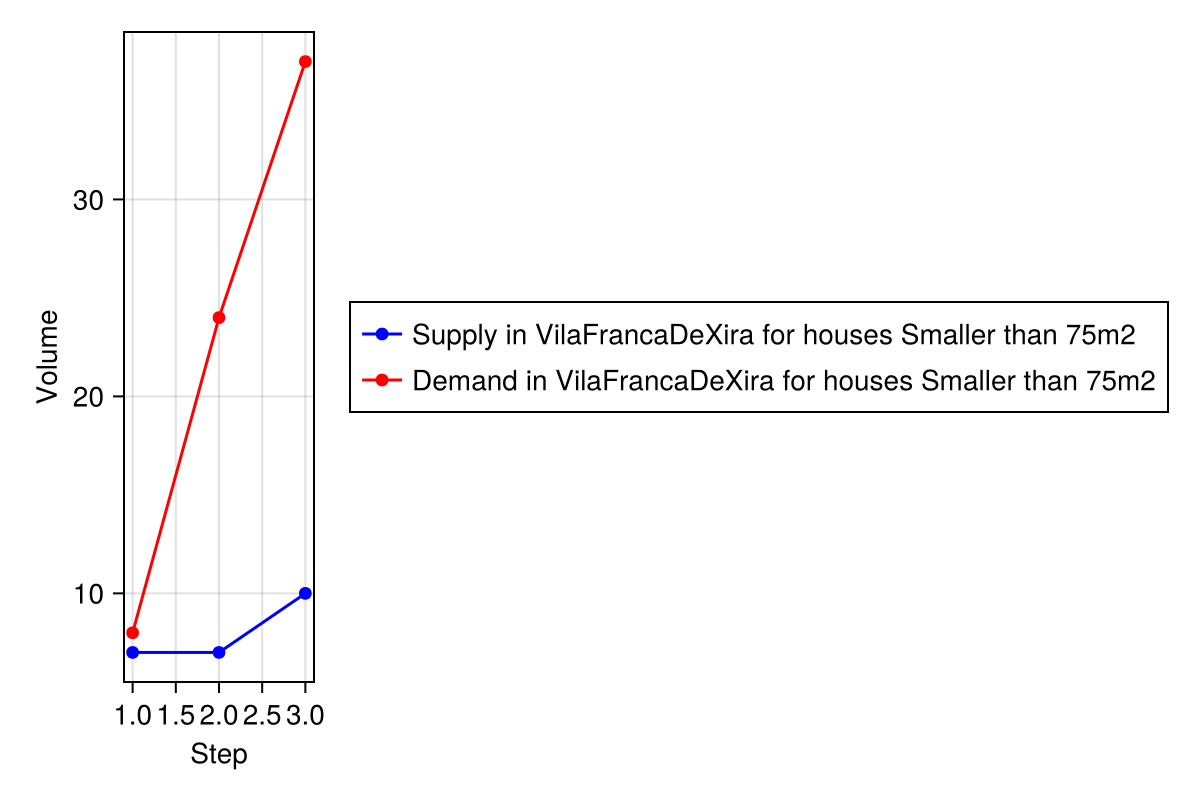 30
20
10
Volume
1.0 1.5 2.0 2.5 3.0
Step
Supply in VilaFrancaDeXira for houses Smaller than 75m2
Demand in VilaFrancaDeXira for houses Smaller than 75m2